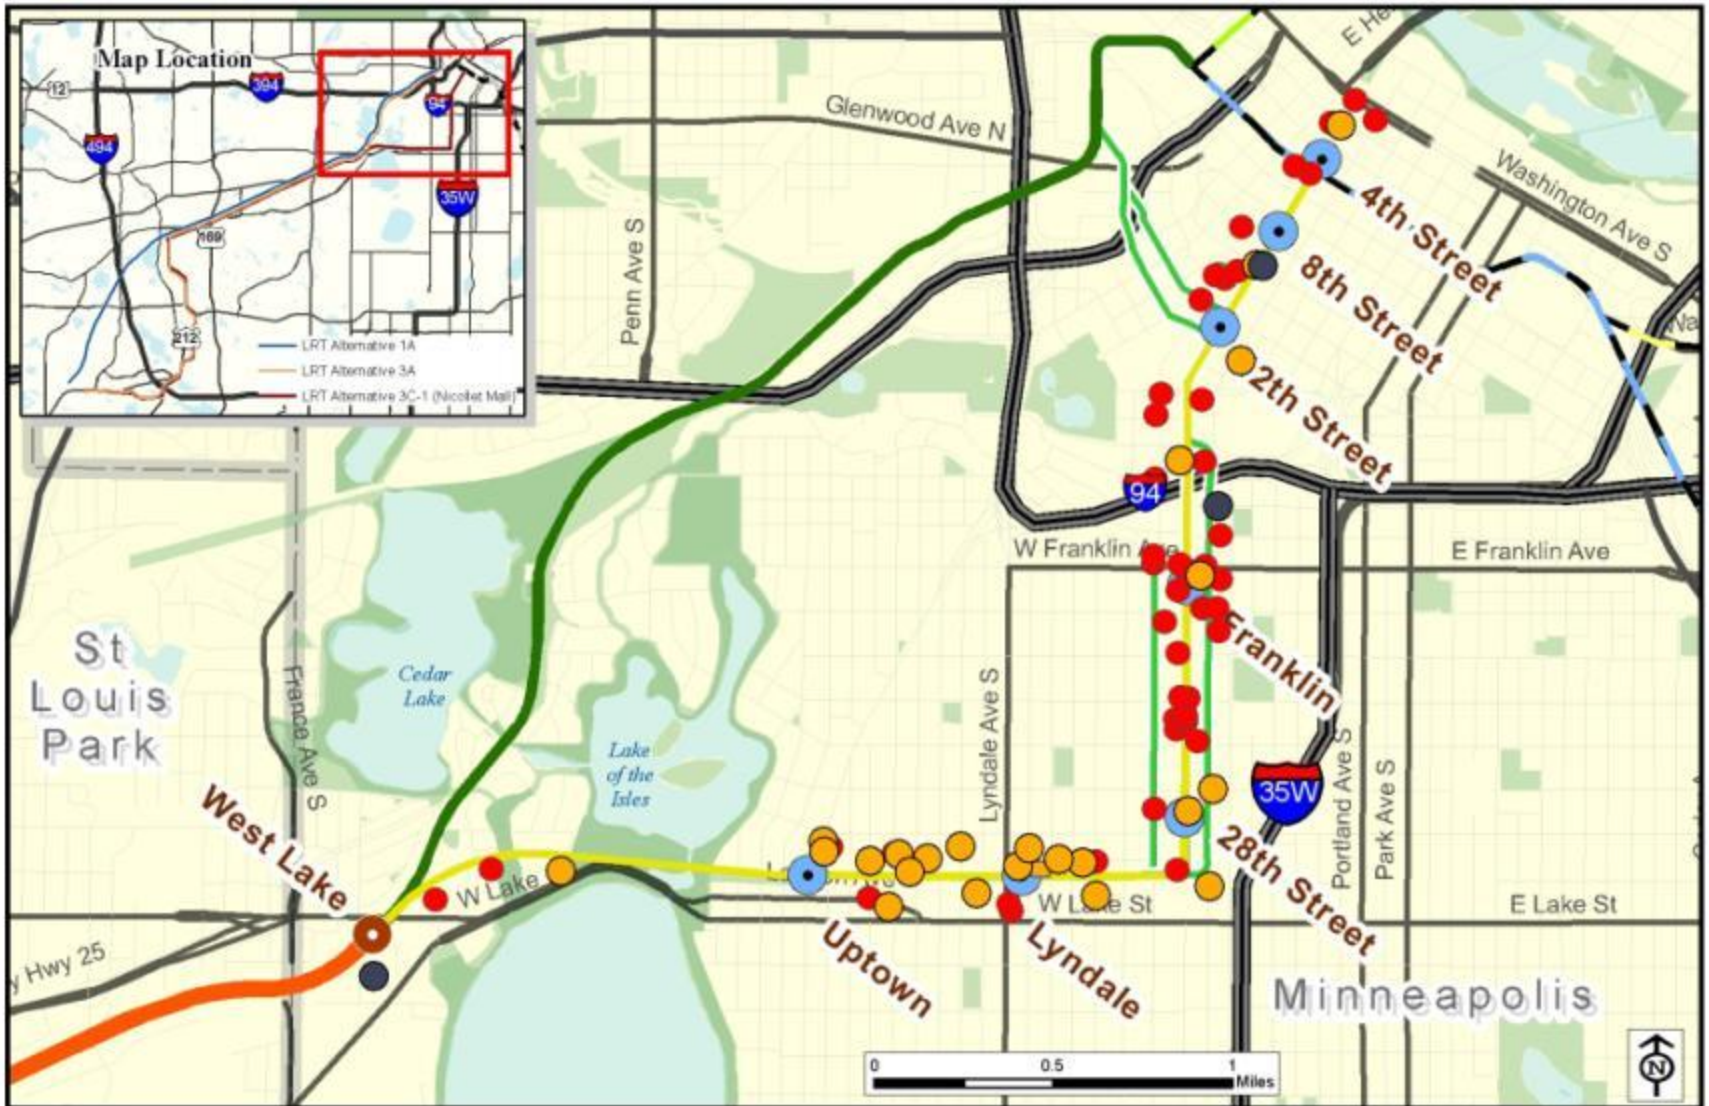 Map Location
12
394
94
494
35W
169
212
LRT Alternative 1A
LRT Alternative 3A
LRT Alternative 3C-1 (Nicollet Mall)
Glenwood Ave N
Penn Ave S
Washington Ave S
4th Street
8th Street
2th Street
94
W Franklin Ave
E Franklin Ave
Franklin
St
Louis
Park
France Ave S
Cedar
Lake
Lake
of the
Isles
Lyndale Ave S
Portland Ave S
Park Ave S
35W
West Lake
W Lake
W Lake St
E Lake St
28th Street
Uptown
Lyndale
y Hwy 25
Minneapolis
0 0.5 1
Miles
N